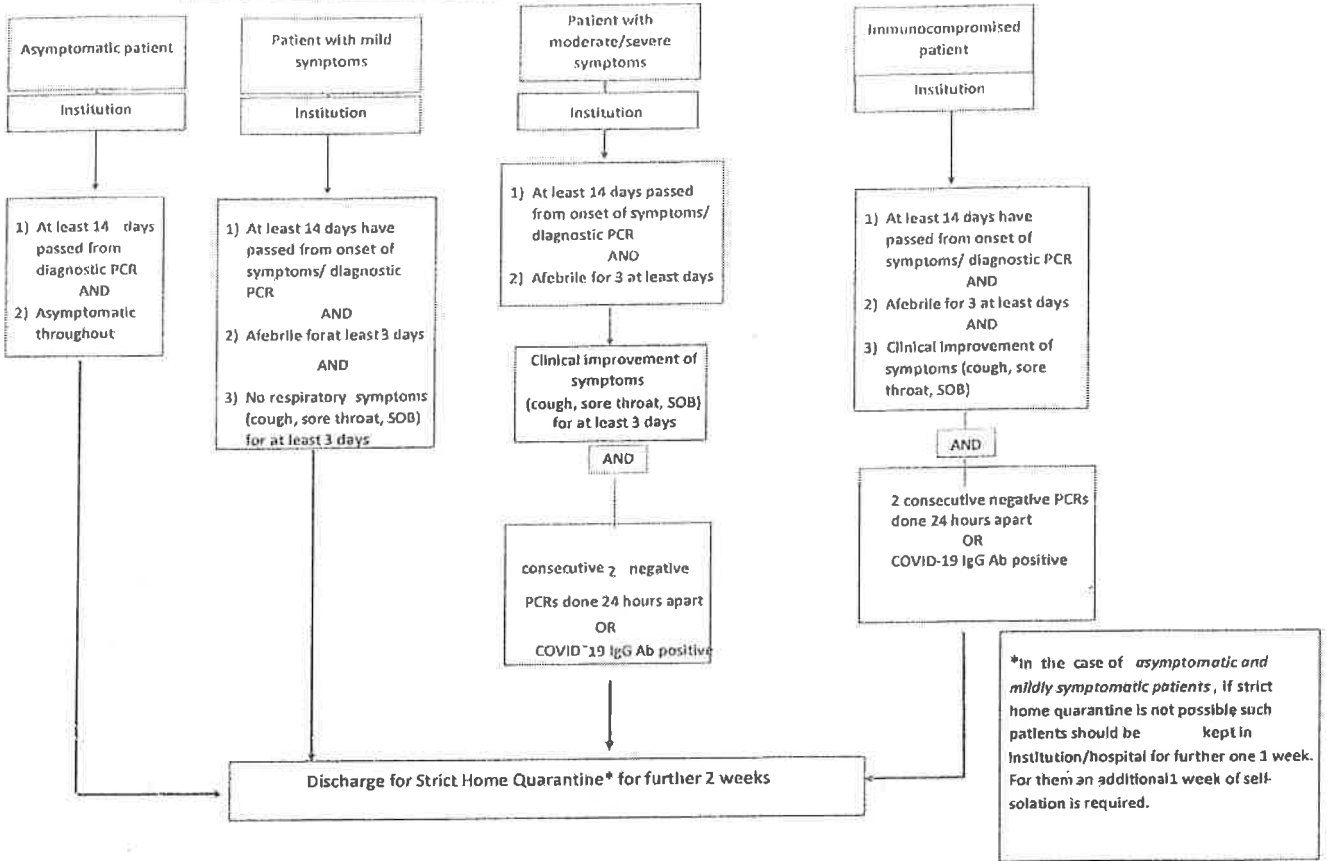 Asymptomatic patient
Institution
1) At least 14 days
passed from
diagnostic PCR
AND
2) Asymptomatic
throughout
Patient with mild
symptoms
Institution
1) At least 14 days have
passed from onset of
symptoms/ diagnostic
PCR
AND
2) Afebrile for at least 3 days
AND
3) No respiratory symptoms
(cough, sore throat, SOB)
for at least 3 days
Patient with
moderate/severe
symptoms
Institution
1) At least 14 days passed
from onset of symptoms/
diagnostic PCR
AND
2) Afebrile for 3 at least days
Clinical improvement of
symptoms
(cough, sore throat, SOB)
for at least 3 days
AND
consecutive 2 negative
PCRs done 24 hours apart
OR
COVID-19 IgG Ab positive
Immunocompromised
patient
Institution
1) At least 14 days have
passed from onset of
symptoms/ diagnostic PCR
AND
2) Afebrile for 3 at least days
AND
3) Clinical improvement of
symptoms (cough, sore
throat, SOB)
AND
2 consecutive negative PCRs
done 24 hours apart
OR
COVID-19 IgG Ab positive
Discharge for Strict Home Quarantine* for further 2 weeks
*In the case of asymptomatic and
mildly symptomatic patients, if strict
home quarantine is not possible such
patients should be kept in
institution/hospital for further one 1 week.
For them an additional 1 week of self-
solation is required.